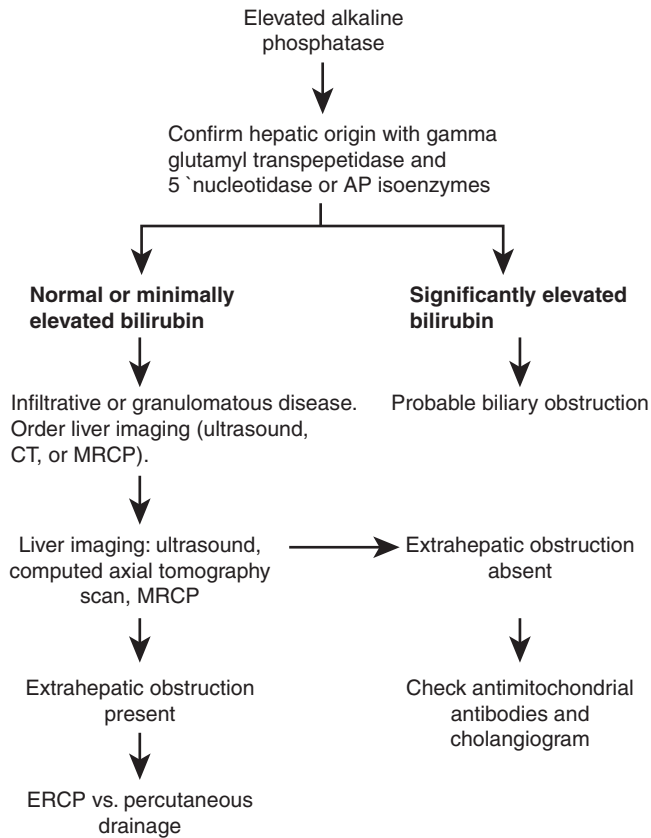 Elevated alkaline
phosphatase
Confirm hepatic origin with gamma
glutamyl transpepetidase and
5 `nucleotidase or AP isoenzymes
Normal or minimally
elevated bilirubin
Significantly elevated
bilirubin
Infiltrative or granulomatous disease.
Order liver imaging (ultrasound,
CT, or MRCP).
Probable biliary obstruction
Liver imaging: ultrasound,
computed axial tomography
scan, MRCP
Extrahepatic obstruction
absent
Extrahepatic obstruction
present
Check antimitochondrial
antibodies and
cholangiogram
ERCP vs. percutaneous
drainage